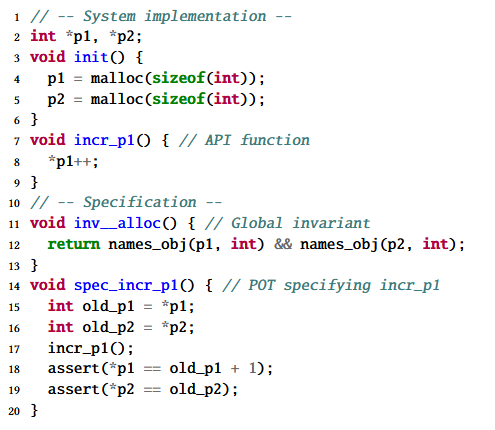 1 // -- System implementation --
2 int *p1, *p2;
3 void init() {
4   p1 = malloc(sizeof(int));
5   p2 = malloc(sizeof(int));
6 }
7 void incr_p1() { // API function
8   *p1++;
9 }
10 // -- Specification --
11 void inv__alloc() { // Global invariant
12   return names_obj(p1, int) && names_obj(p2, int);
13 }
14 void spec_incr_p1() { // POT specifying incr_p1
15   int old_p1 = *p1;
16   int old_p2 = *p2;
17   incr_p1();
18   assert(*p1 == old_p1 + 1);
19   assert(*p2 == old_p2);
20 }